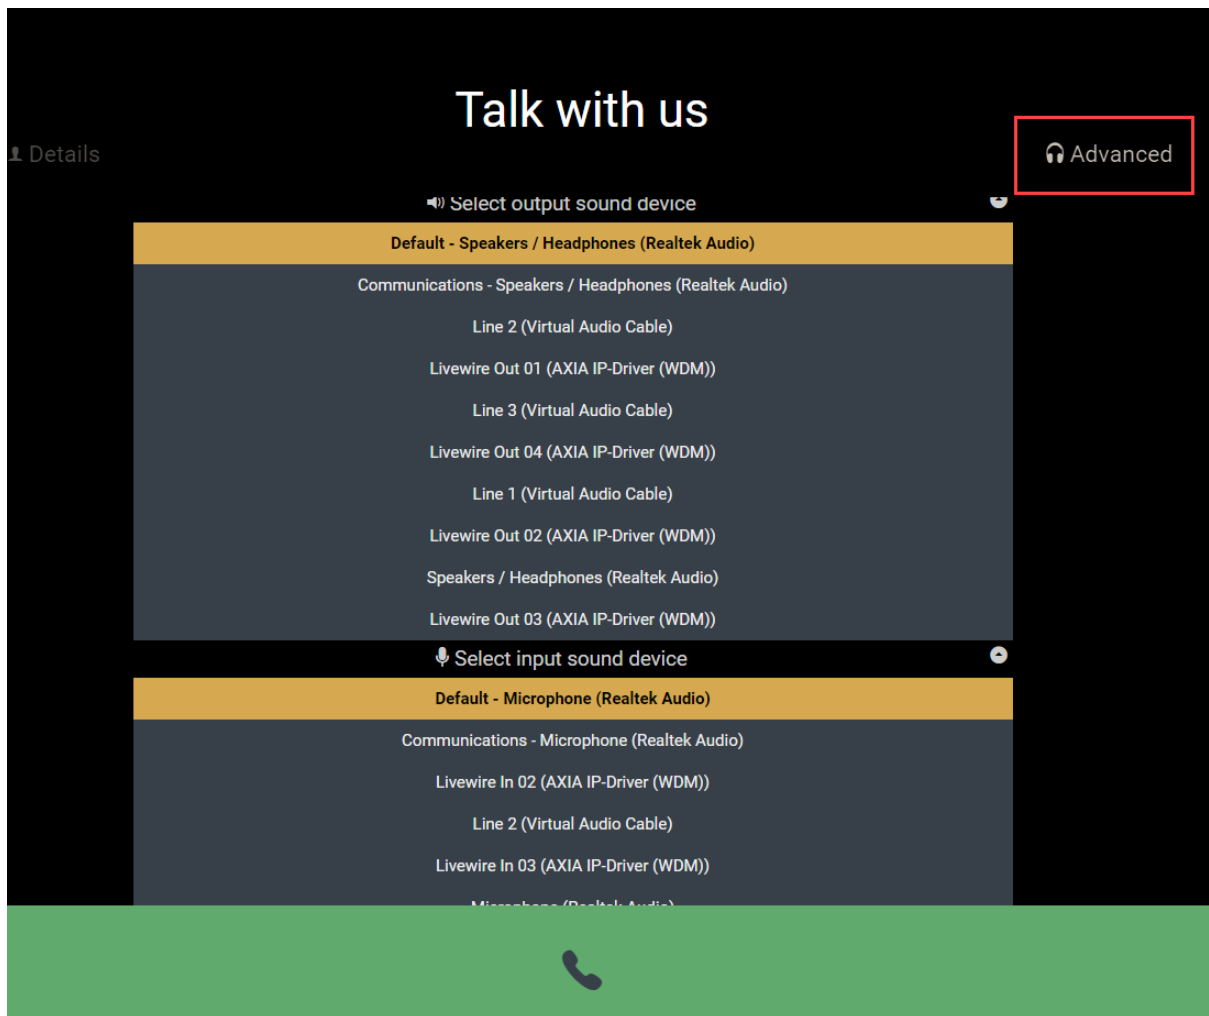 Talk with us
Details
Advanced
Select output sound device
Default - Speakers / Headphones (Realtek Audio)
Communications - Speakers / Headphones (Realtek Audio)
Line 2 (Virtual Audio Cable)
Livewire Out 01 (AXIA IP-Driver (WDM))
Line 3 (Virtual Audio Cable)
Livewire Out 04 (AXIA IP-Driver (WDM))
Line 1 (Virtual Audio Cable)
Livewire Out 02 (AXIA IP-Driver (WDM))
Speakers / Headphones (Realtek Audio)
Livewire Out 03 (AXIA IP-Driver (WDM))
Select input sound device
Default - Microphone (Realtek Audio)
Communications - Microphone (Realtek Audio)
Livewire In 02 (AXIA IP-Driver (WDM))
Line 2 (Virtual Audio Cable)
Livewire In 03 (AXIA IP-Driver (WDM))
Microphone (Realtek Audio)